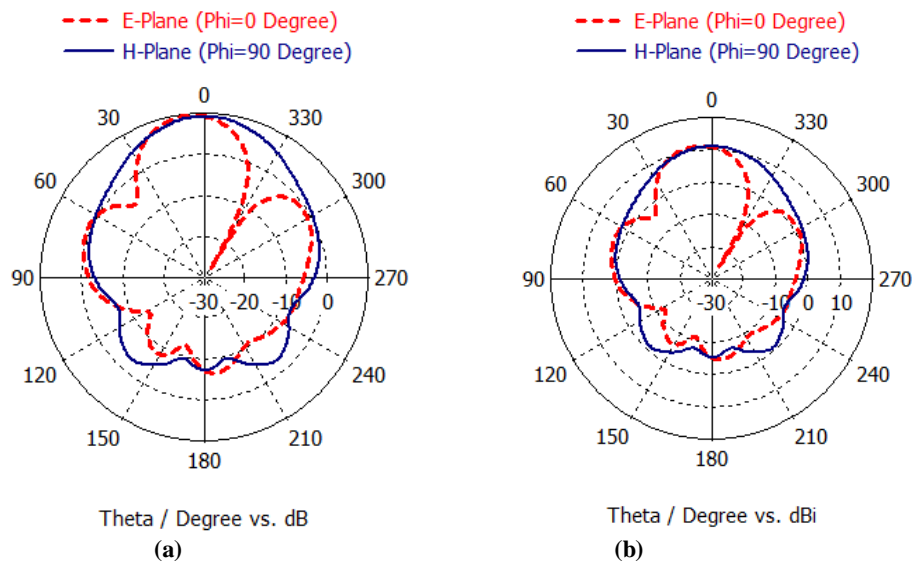 E-Plane (Phi=0 Degree)
H-Plane (Phi=90 Degree)
0
30
330
60
300
90
-30 -20 -10 0
270
120
240
150
210
180
Theta / Degree vs. dB
(a)
E-Plane (Phi=0 Degree)
H-Plane (Phi=90 Degree)
0
30
330
60
300
90
-30 -10 0 10
270
120
240
150
210
180
Theta / Degree vs. dBi
(b)